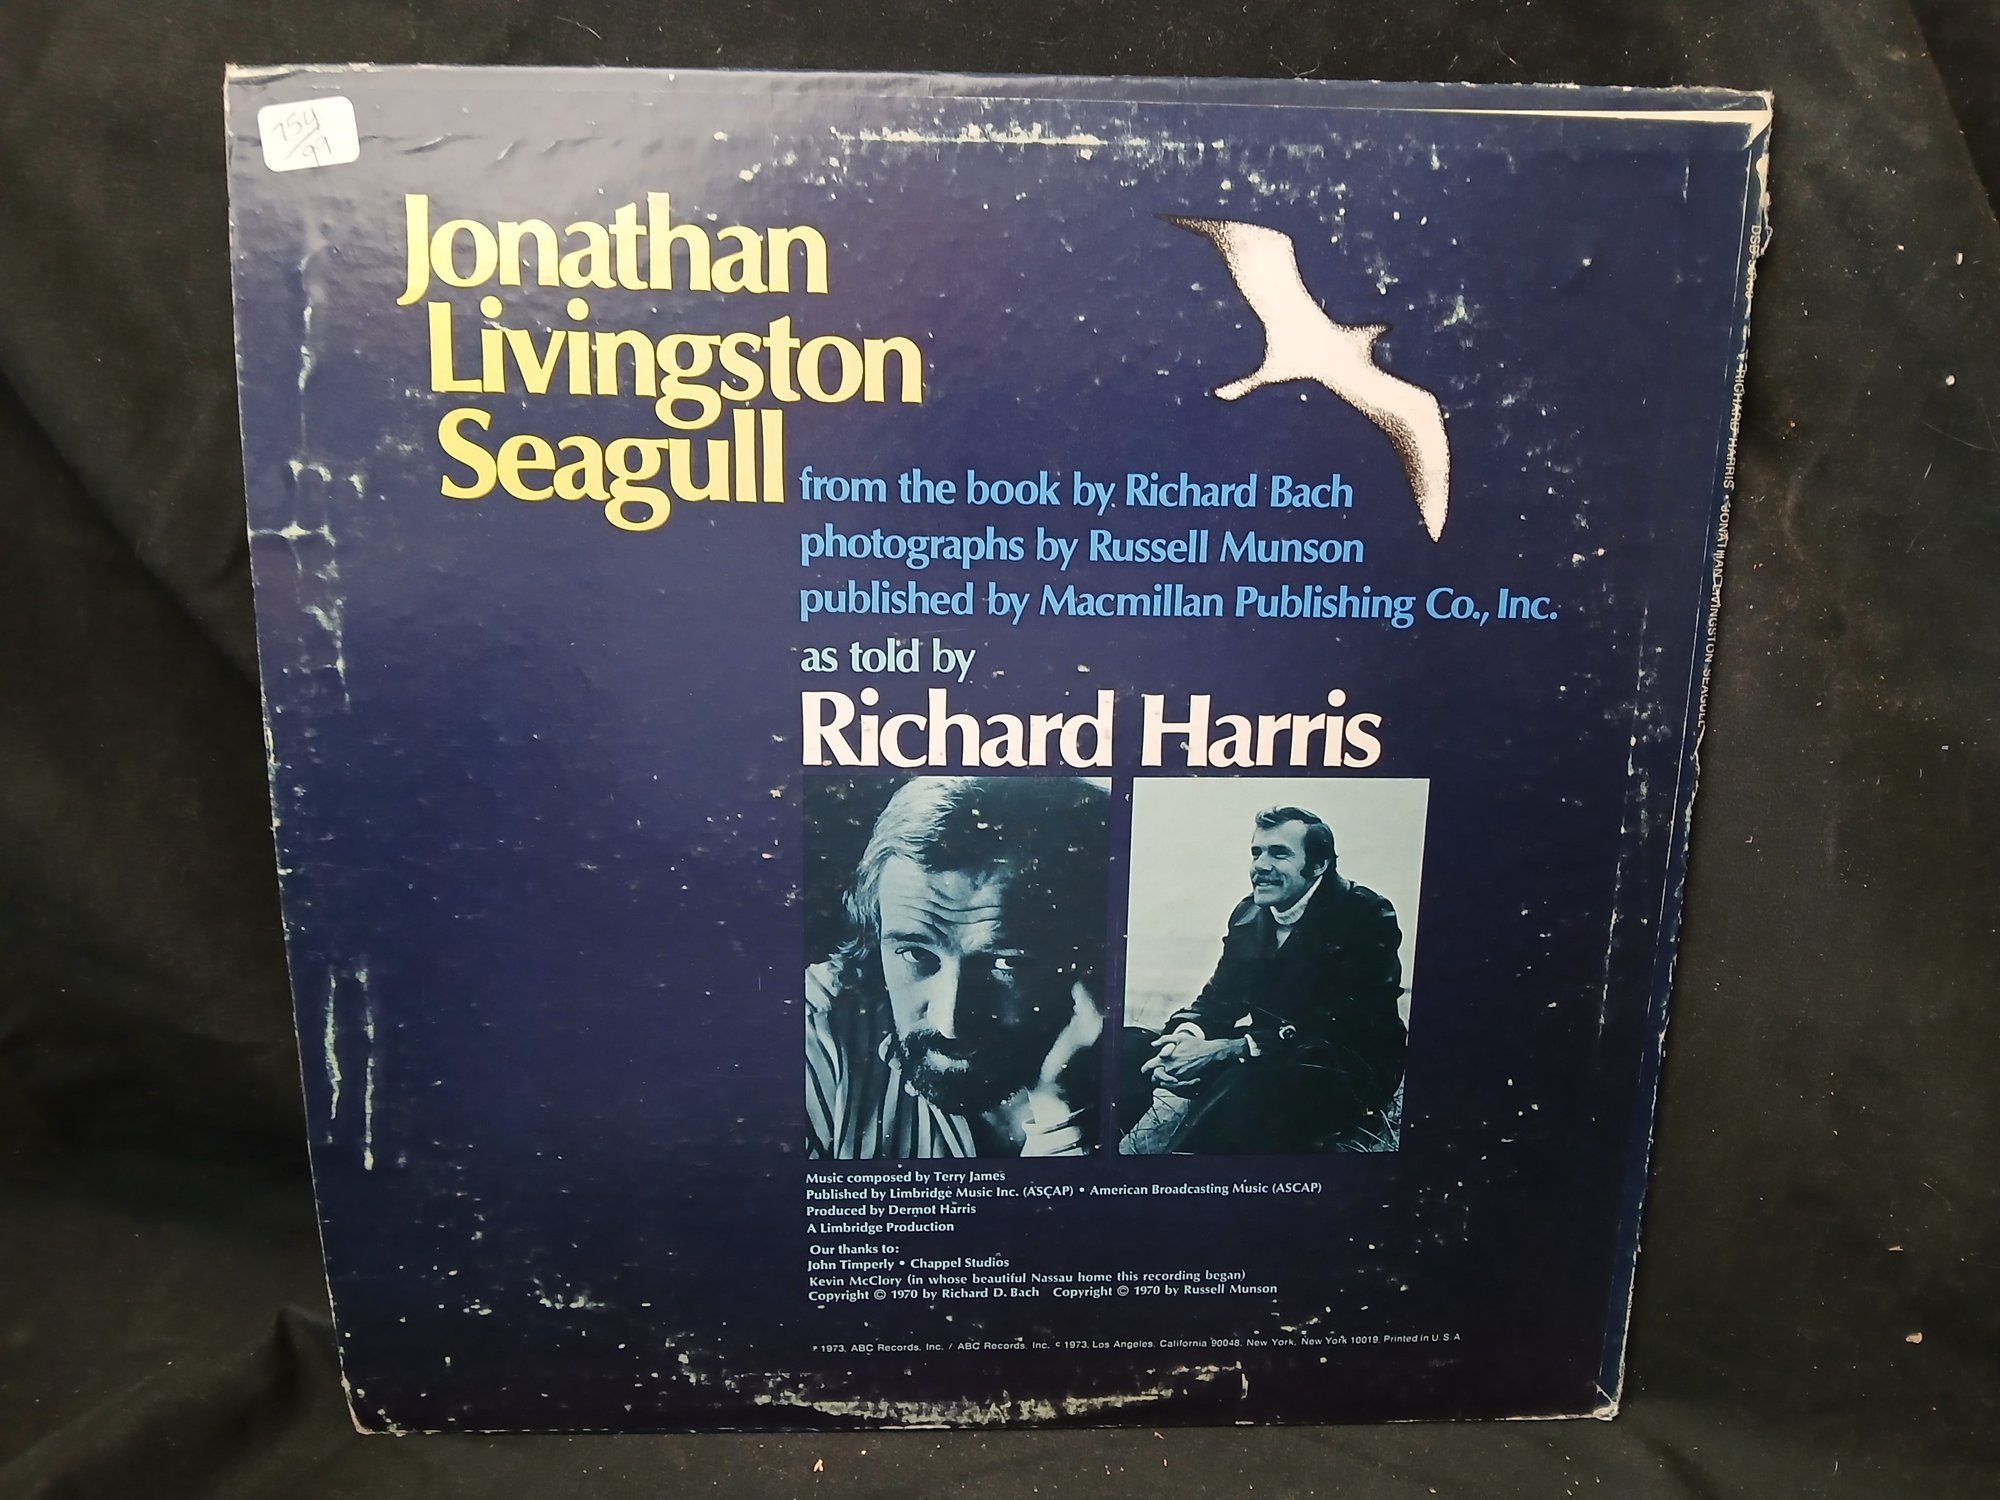 754/99
Jonathan
Livingston
Seagull
from the book by Richard Bach
photographs by Russell Munson
published by Macmillan Publishing Co., Inc.
as told by
Richard Harris
Music composed by Terry James
Published by Limbridge Music Inc. (ASCAP) • American Broadcasting Music (ASCAP)
Produced by Dermot Harris
A Limbridge Production
Our thanks to:
John Timperly • Chappel Studios
Kevin McClory (in whose beautiful Nassau home this recording began)
Copyright © 1970 by Richard D. Bach Copyright © 1970 by Russell Munson
℗ 1973, ABC Records, Inc. / ABC Records, Inc. © 1973, Los Angeles, California 90048, New York, New York 10019. Printed in U.S.A
RICHARD HARRIS • JONATHAN LIVINGSTON SEAGULL